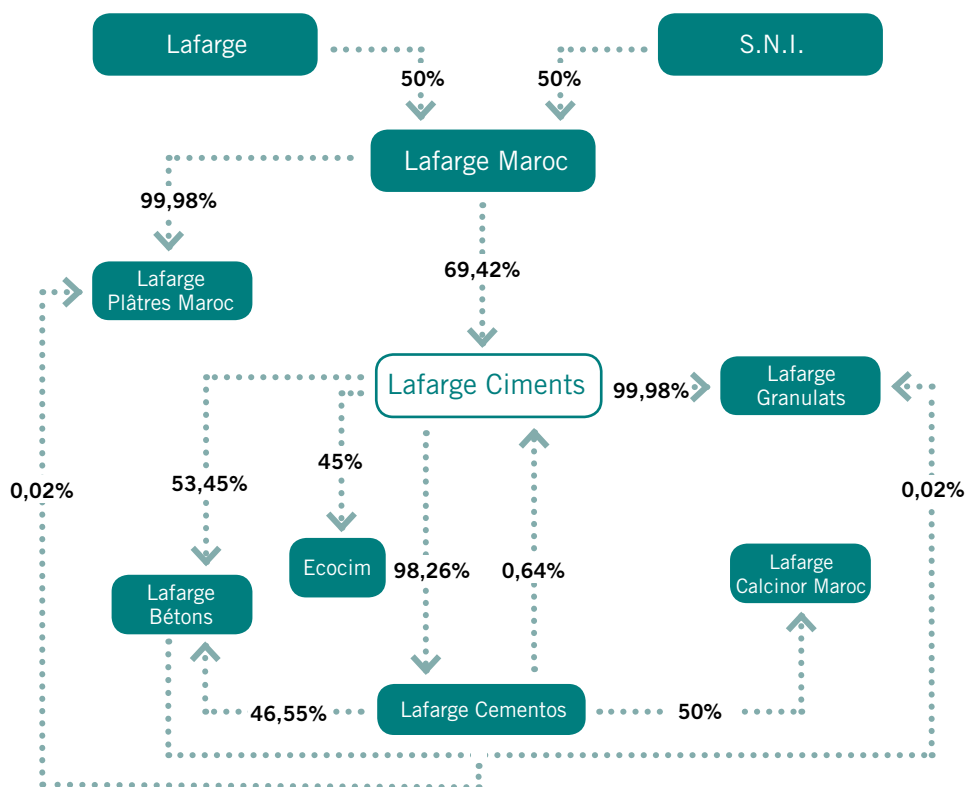 Lafarge
S.N.I.
50%
50%
Lafarge Maroc
99,98%
69,42%
Lafarge
Plâtres Maroc
Lafarge Ciments
99,98%
Lafarge
Granulats
0,02%
53,45%
45%
0,02%
Ecocim
98,26%
0,64%
Lafarge
Calcinor Maroc
Lafarge
Bétons
46,55%
Lafarge Cementos
50%